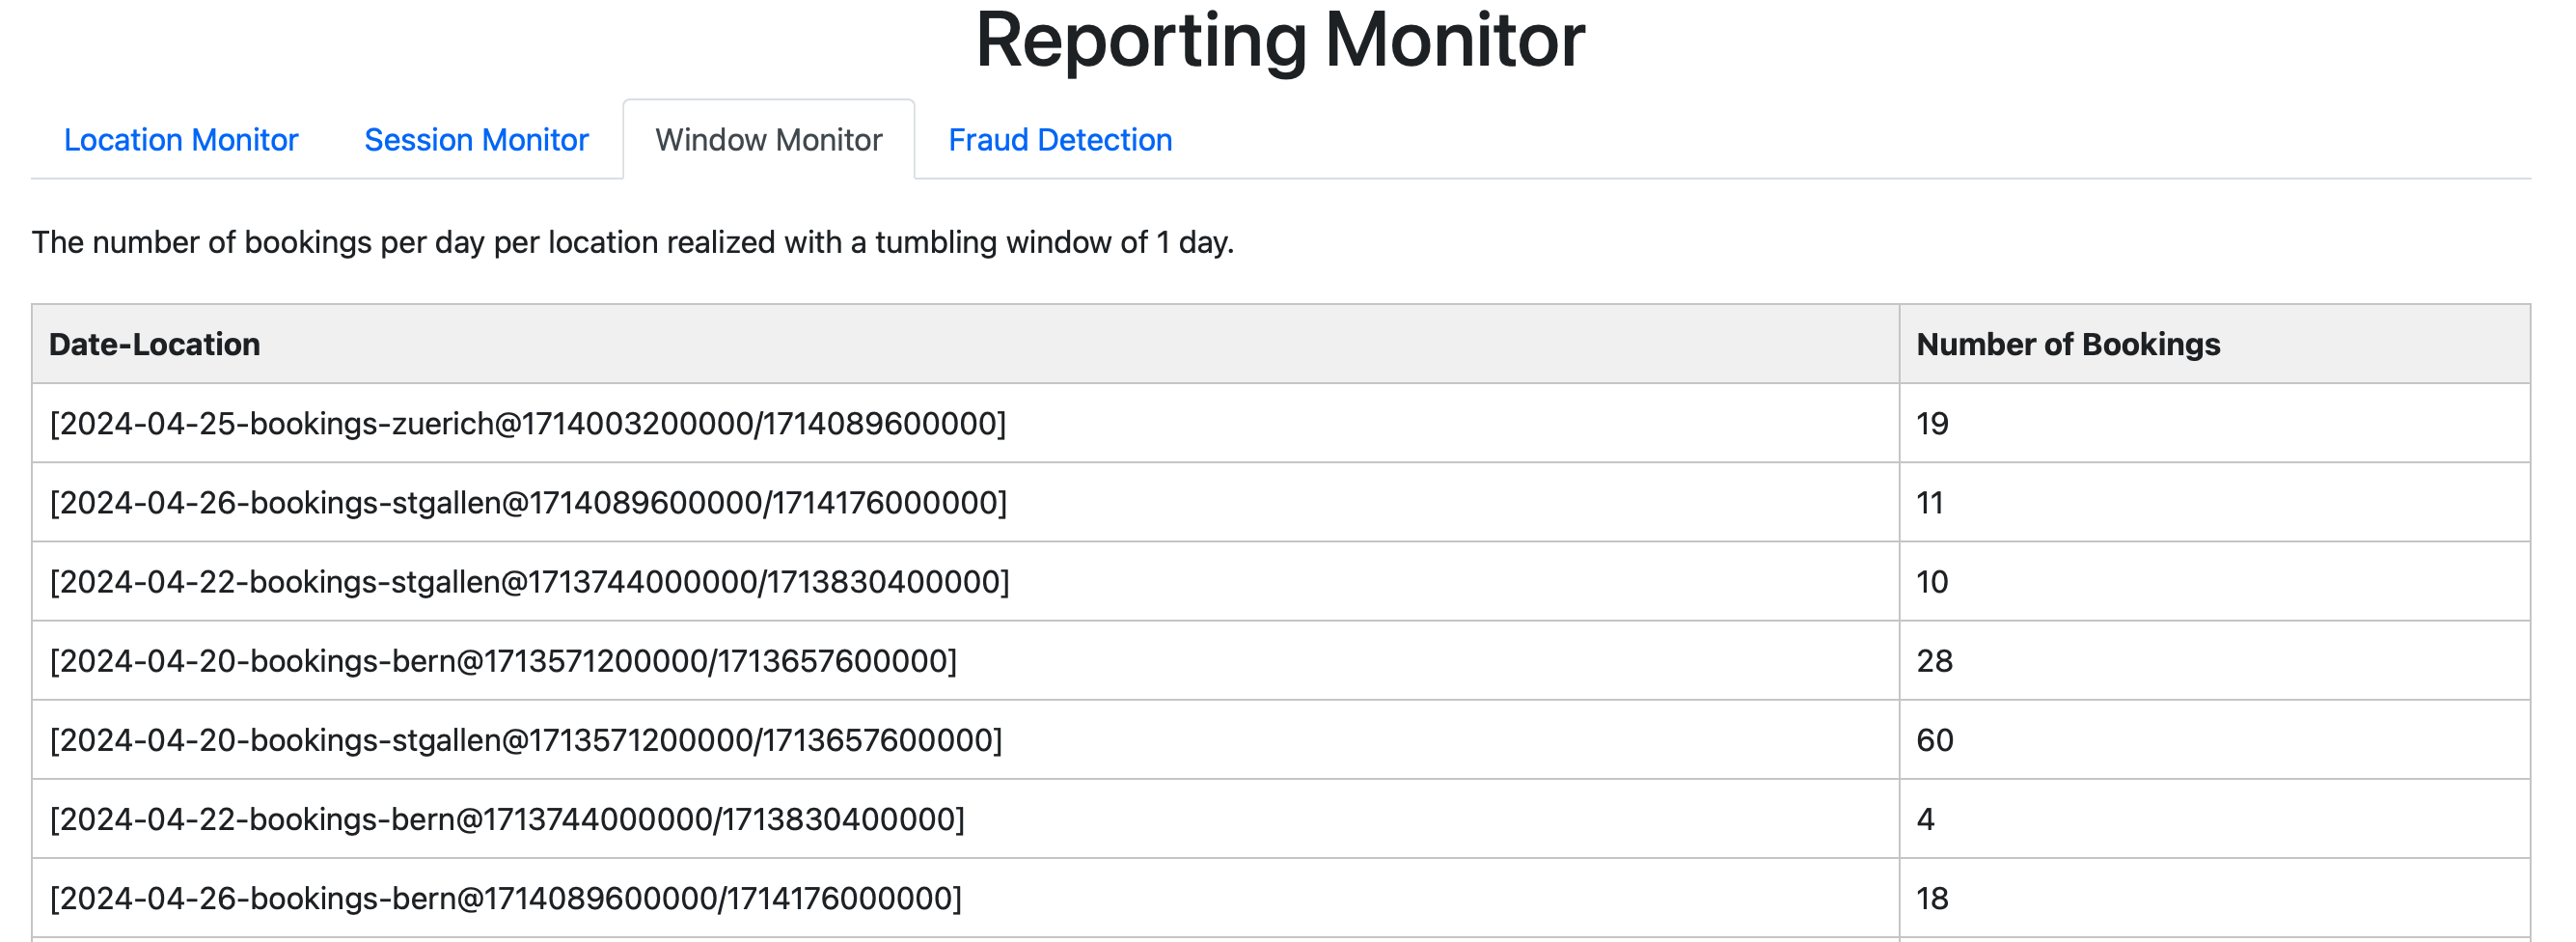 Reporting Monitor
Location Monitor Session Monitor Window Monitor Fraud Detection
The number of bookings per day per location realized with a tumbling window of 1 day.
Date-Location Number of Bookings
[2024-04-25-bookings-zuerich@1714003200000/1714089600000] 19
[2024-04-26-bookings-stgallen@1714089600000/1714176000000] 11
[2024-04-22-bookings-stgallen@1713744000000/1713830400000] 10
[2024-04-20-bookings-bern@1713571200000/1713657600000] 28
[2024-04-20-bookings-stgallen@1713571200000/1713657600000] 60
[2024-04-22-bookings-bern@1713744000000/1713830400000] 4
[2024-04-26-bookings-bern@1714089600000/1714176000000] 18